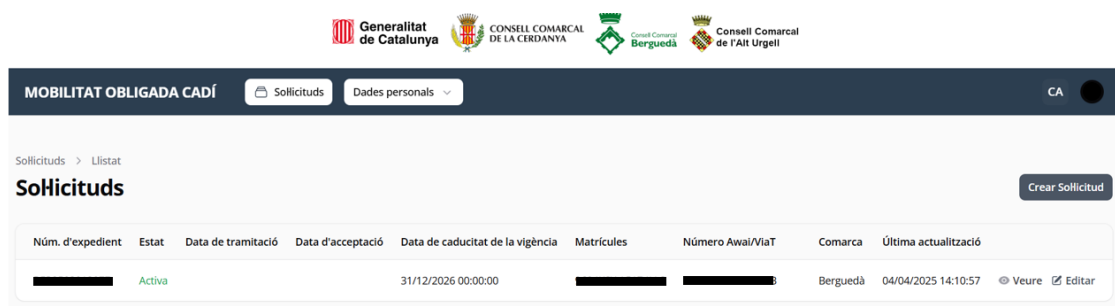 Generalitat de Catalunya
CONSELL COMARCAL DE LA CERDANYA
Consell Comarcal Berguedà
Consell Comarcal de l'Alt Urgell
MOBILITAT OBLIGADA CADÍ Sol·licituds Dades personals CA
Sol·licituds > Llistat
Sol·licituds
Crear Sol·licitud
Núm. d'expedient Estat Data de tramitació Data d'acceptació Data de caducitat de la vigència Matrícules Número Awai/ViaT Comarca Última actualització
Activa 31/12/2026 00:00:00 Berguedà 04/04/2025 14:10:57 Veure Editar